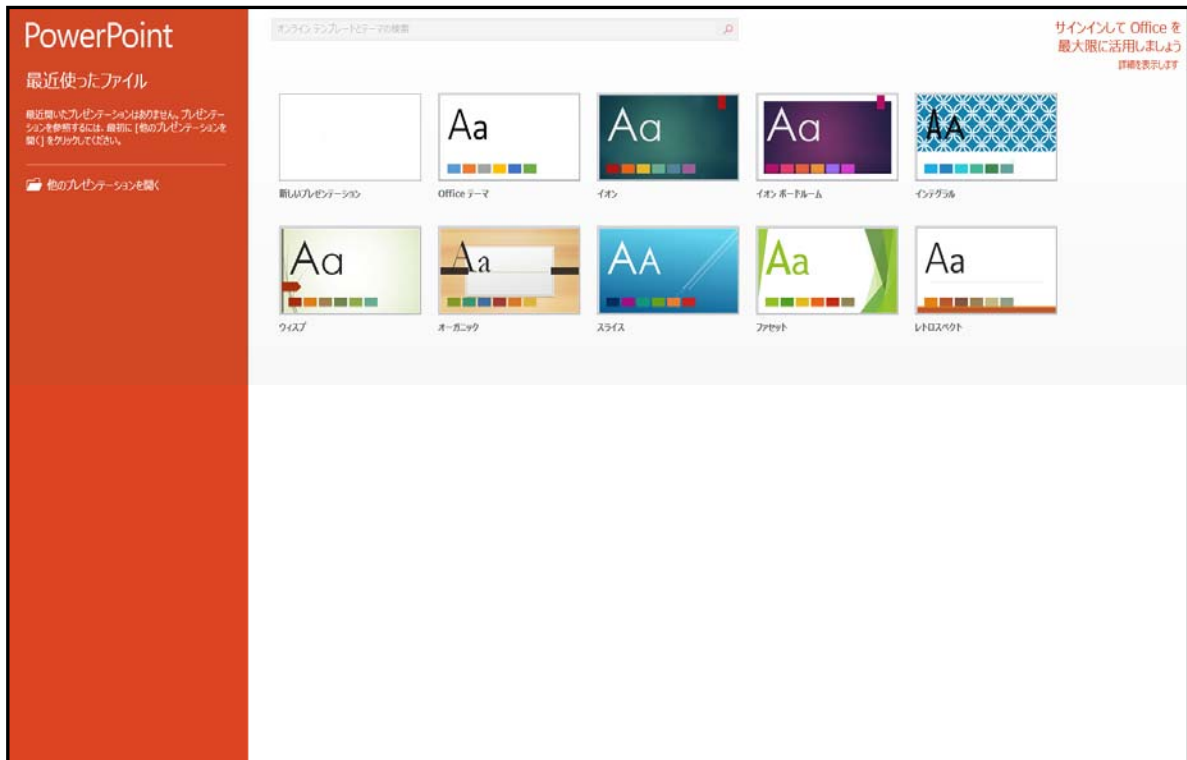 PowerPoint
最近使ったファイル
最近開いたプレゼンテーションはありません。プレゼンテー
ションを参照するには、最初に [他のプレゼンテーションを
開く] をクリックしてください。
他のプレゼンテーションを開く
オンライン テンプレートとテーマの検索
サインインして Office を
最大限に活用しましょう
詳細を表示します
Aa
Aa
Aa
AA
新しいプレゼンテーション
Office テーマ
イオン
イオン ボードルーム
インテグラル
Aa
Aa
AA
Aa
Aa
ウィスプ
オーガニック
スライス
ファセット
レトロスペクト